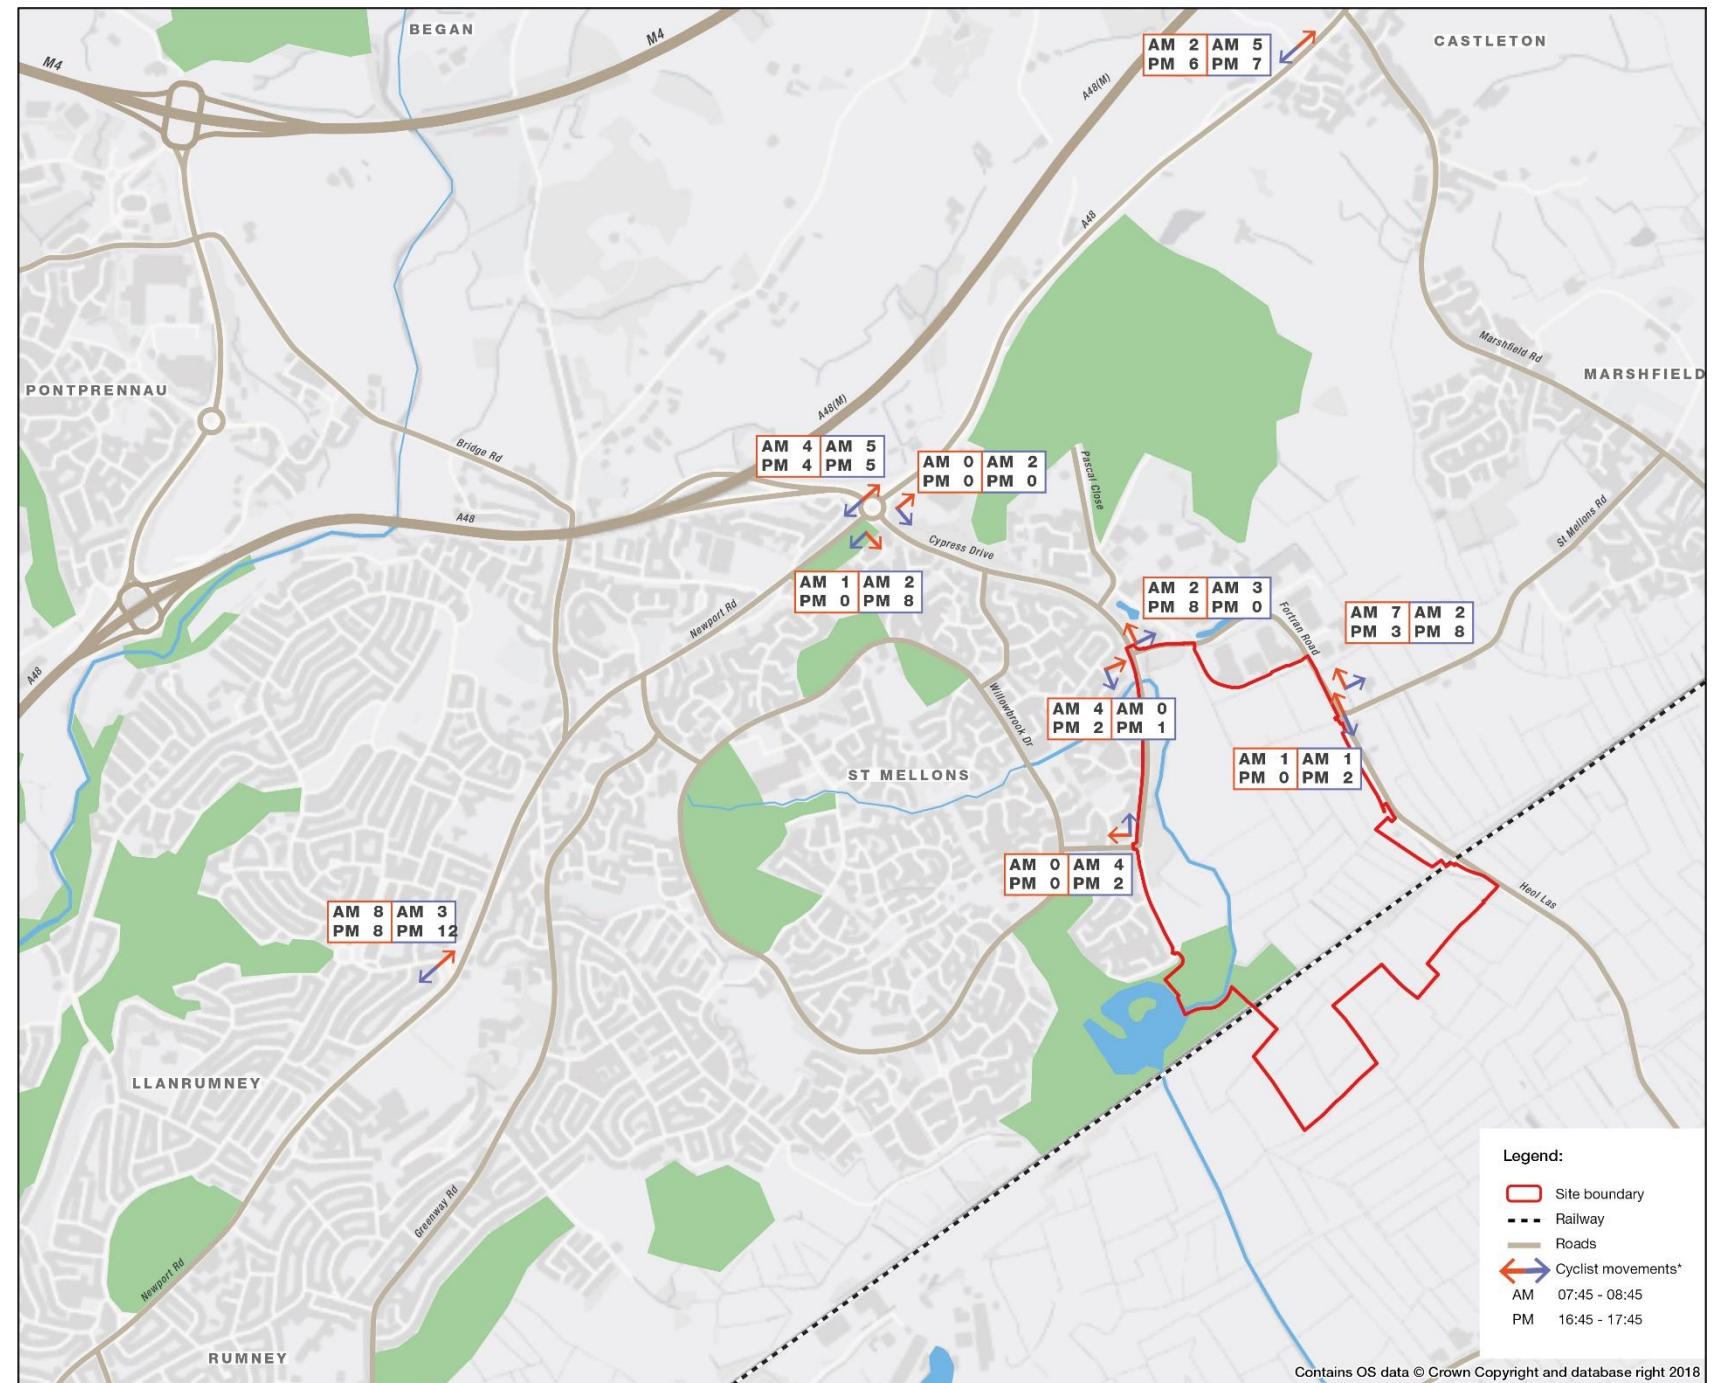 BEGAN
M4
M4
CASTLETON
AM 2 AM 5
PM 6 PM 7
A48(M)
A48
Marshfield Rd
MARSHFIELD
PONTPRENNAU
A48(M)
Bridge Rd
AM 4 AM 5
PM 4 PM 5
AM 0 AM 2
PM 0 PM 0
Pascal Close
A48
St Mellons Rd
Cypress Drive
AM 1 AM 2
PM 0 PM 8
AM 2 AM 3
PM 8 PM 0
Fortran Road
AM 7 AM 2
PM 3 PM 8
Newport Rd
A48
Willowbrook Dr
AM 4 AM 0
PM 2 PM 1
ST MELLONS
AM 1 AM 1
PM 0 PM 2
AM 0 AM 4
PM 0 PM 2
Heol Las
AM 8 AM 3
PM 8 PM 12
LLANRUMNEY
Greenway Rd
Newport Rd
RUMNEY
Legend:
Site boundary
Railway
Roads
Cyclist movements*
AM 07:45 - 08:45
PM 16:45 - 17:45
Contains OS data © Crown Copyright and database right 2018